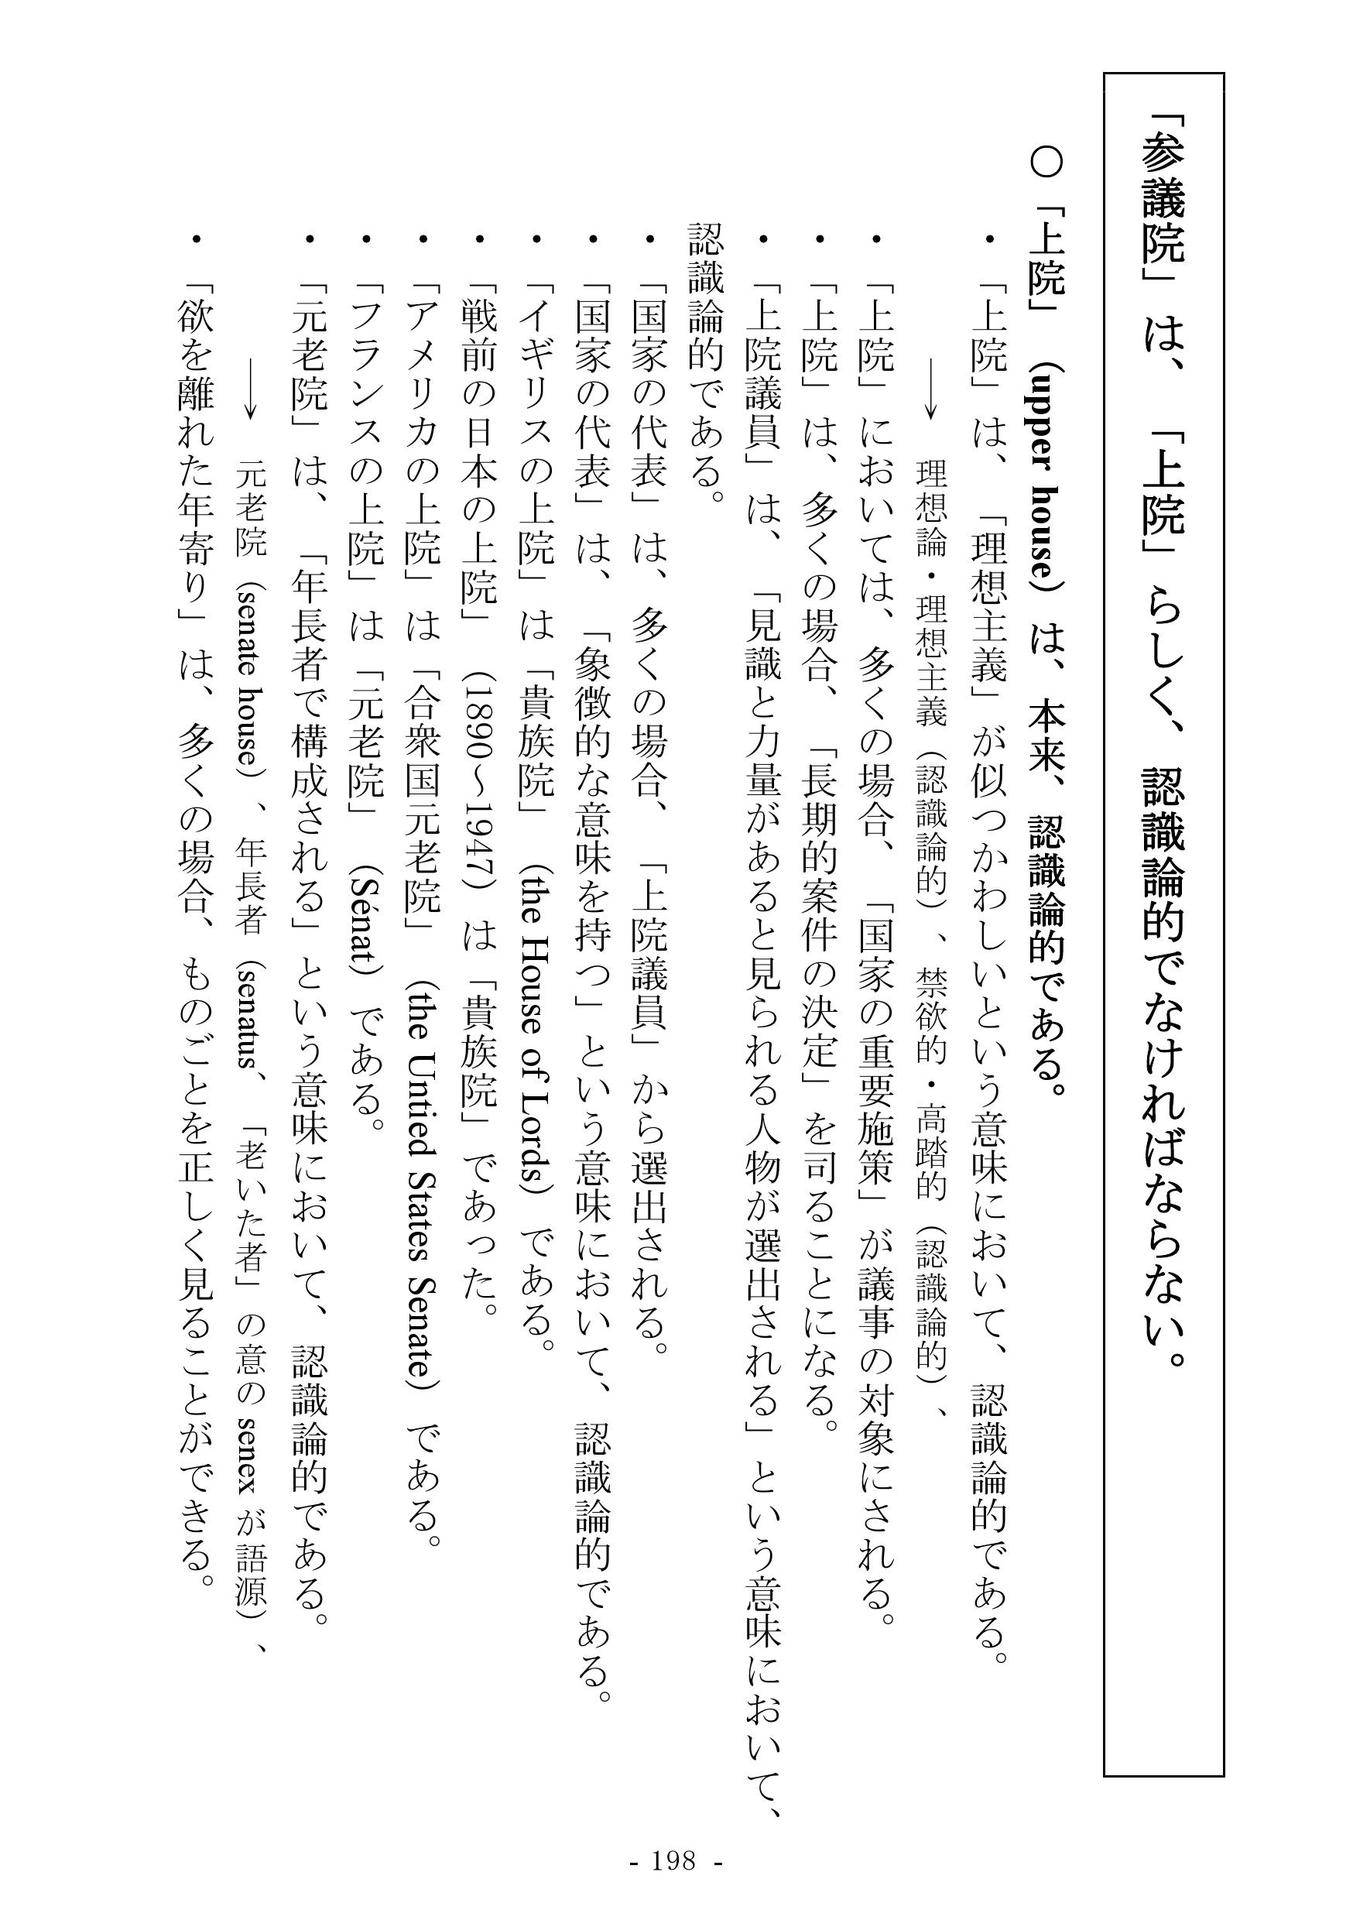 「参議院」は、「上院」らしく、認識論的でなければならない。
〇「上院」（upper house）は、本来、認識論的である。
・「上院」は、「理想主義」が似つかわしいという意味において、認識論的である。
→ 理想論・理想主義（認識論的）、禁欲的・高踏的（認識論的）、
・「上院」においては、多くの場合、「国家の重要施策」が議事の対象にされる。
・「上院」は、多くの場合、「長期的案件の決定」を司ることになる。
・「上院議員」は、「見識と力量があると見られる人物が選出される」という意味において、
認識論的である。
・「国家の代表」は、多くの場合、「上院議員」から選出される。
・「国家の代表」は、「象徴的な意味を持つ」という意味において、認識論的である。
・「イギリスの上院」は「貴族院」（the House of Lords）である。
・「戦前の日本の上院」（1890～1947）は「貴族院」であった。
・「アメリカの上院」は「合衆国元老院」（the Untied States Senate）である。
・「フランスの上院」は「元老院」（Sénat）である。
・「元老院」は、「年長者で構成される」という意味において、認識論的である。
→ 元老院（senate house）、年長者（senatus、「老いた者」の意の senex が語源）、
・「欲を離れた年寄り」は、多くの場合、ものごとを正しく見ることができる。
- 198 -